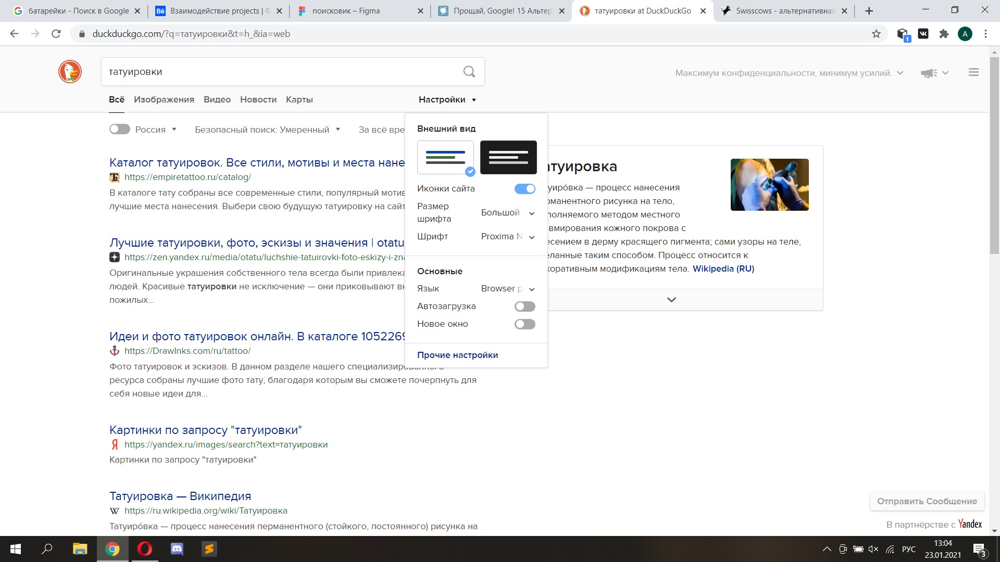 батарейки - Поиск в Google
Взаимодействие projects |
поисковик – Figma
Прощай, Google! 15 Альтер
татуировки at DuckDuckGo
Swisscows - альтернативная
duckduckgo.com/?q=татуировки&t=h_&ia=web
1
A
татуировки
Максимум конфиденциальности, минимум усилий.
Всё Изображения Видео Новости Карты Настройки
Россия Безопасный поиск: Умеренный За всё вре
Внешний вид
Иконки сайта
Размер шрифта Большой
Шрифт Proxima N
Основные
Язык Browser p
Автозагрузка
Новое окно
Прочие настройки
Каталог татуировок. Все стили, мотивы и места нане
https://empiretattoo.ru/catalog/
В каталоге тату собраны все современные стили, популярный мотив
лучшие места нанесения. Выбери свою будущую татуировку на сайт
Лучшие татуировки, фото, эскизы и значения | otatu
https://zen.yandex.ru/media/otatu/luchshie-tatuirovki-foto-eskizy-i-zna
Оригинальные украшения собственного тела всегда были привлека
людей. Красивые татуировки не исключение — они приковывают вн
пожилых...
Идеи и фото татуировок онлайн. В каталоге 1052269
https://DrawInks.com/ru/tattoo/
Фото татуировок и эскизов. В данном разделе нашего специализированного
ресурса собраны лучшие фото тату, благодаря которым вы сможете почерпнуть для
себя новые идеи для...
Картинки по запросу "татуировки"
https://yandex.ru/images/search?text=татуировки
Картинки по запросу "татуировки"
Татуировка — Википедия
https://ru.wikipedia.org/wiki/Татуировка
Татуиро́вка — процесс нанесения перманентного (стойкого, постоянного) рисунка на
атуировка
уиро́вка — процесс нанесения
рманентного рисунка на тело,
полняемого методом местного
вмирования кожного покрова с
есением в дерму красящего пигмента; сами узоры на теле,
еланные таким способом. Процесс относится к
коративным модификациям тела. Wikipedia (RU)
Отправить Сообщение
В партнёрстве с Yandex
РУС
13:04
23.01.2021
3